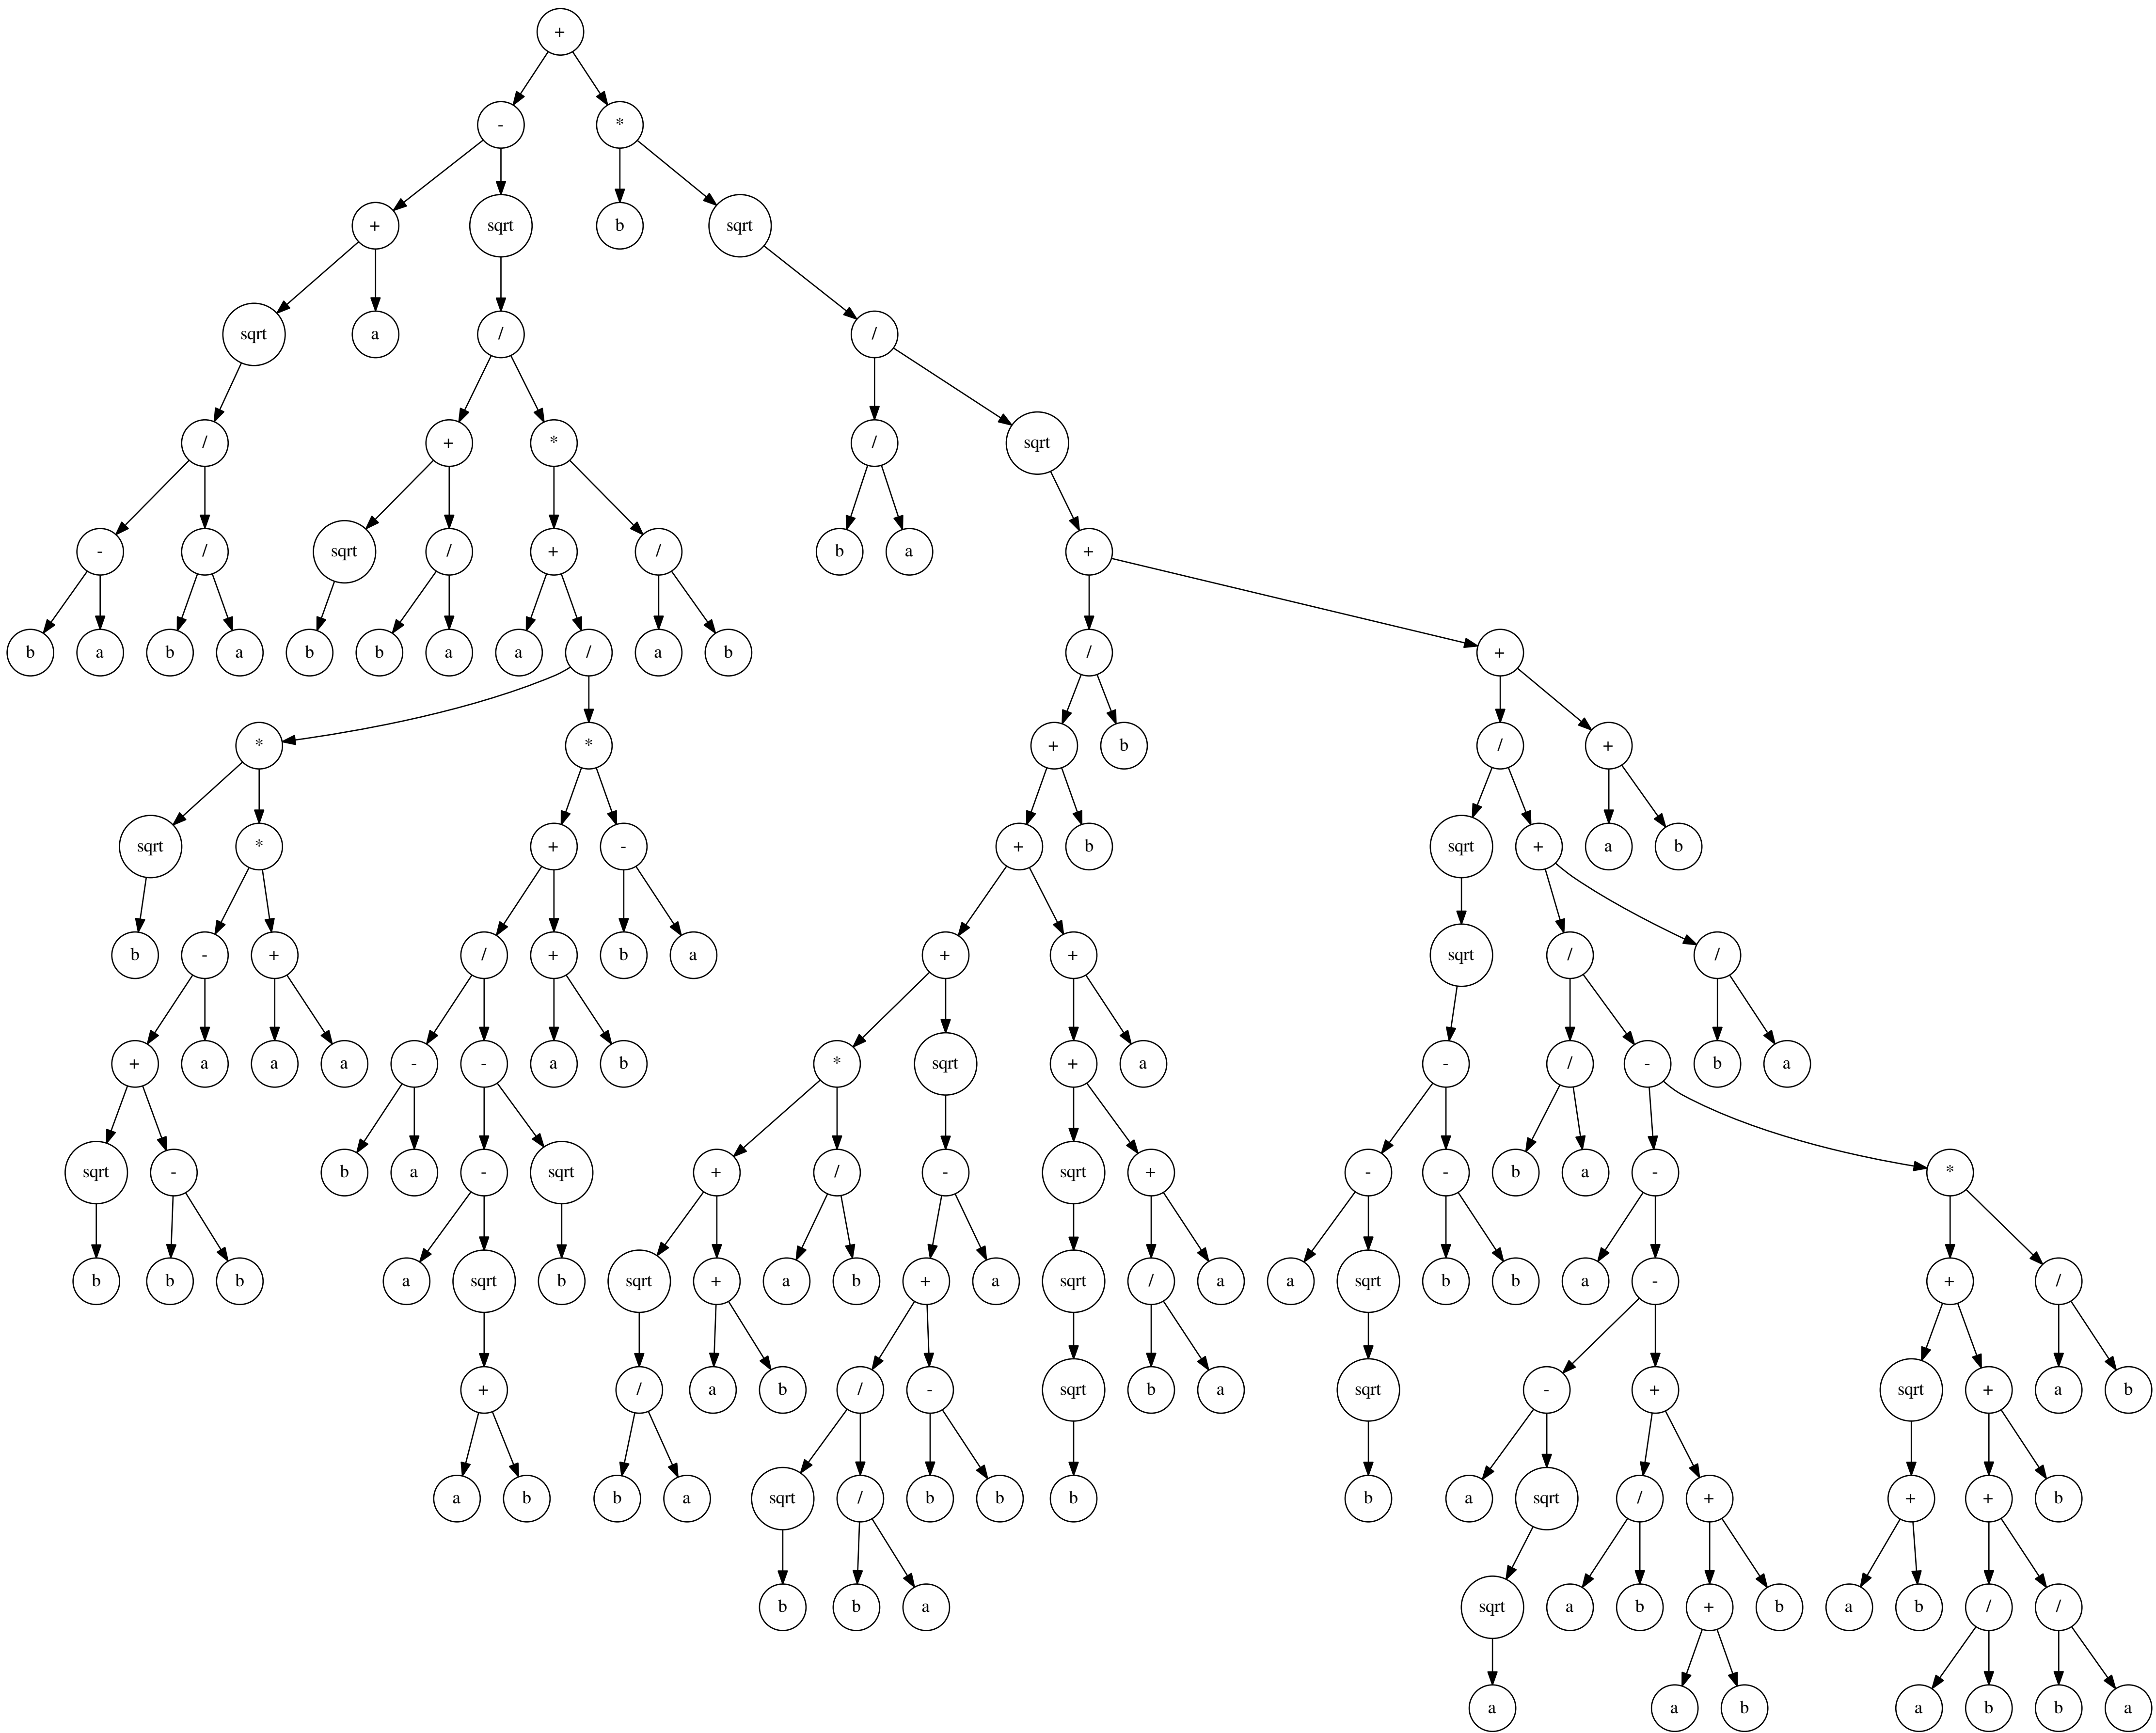 +
- *
+ sqrt b sqrt
sqrt a / /
/ + * / sqrt
- / sqrt / + / b a +
b a b a b b a a / a b / +
* * + b / +
sqrt * + - + b sqrt + a b
b - + / + b a + + sqrt / /
+ a a a - - a b * sqrt + a - / - b a
sqrt - b a - sqrt + / - sqrt + - - b a - *
b b b a sqrt b sqrt + a b + a sqrt / a a sqrt b b a - + /
+ / a b / - sqrt b a sqrt - + sqrt + a b
a b b a sqrt / b b b b a sqrt / + + + b
b b a sqrt a b + b a b / /
a a b a b b a